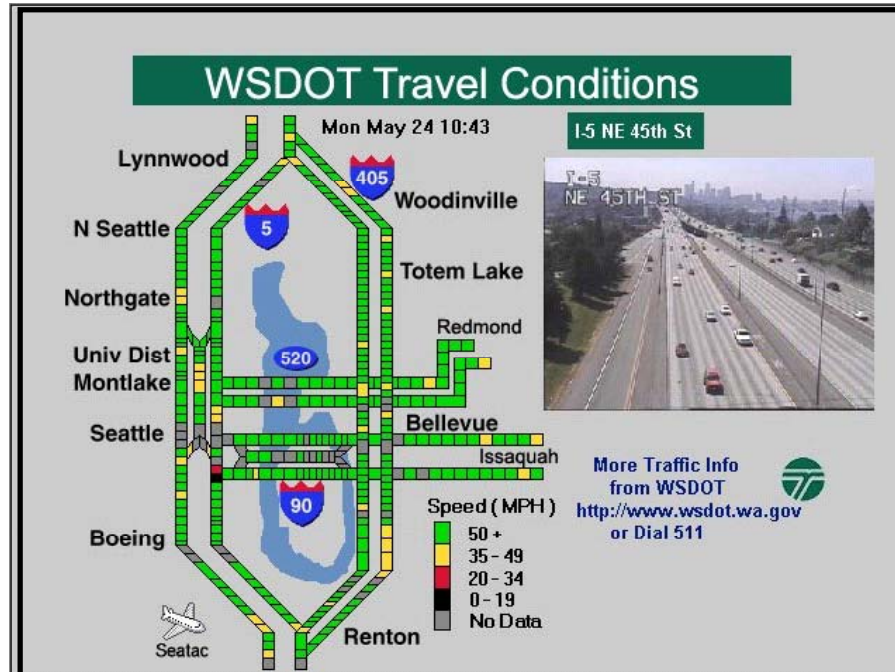 WSDOT Travel Conditions
Mon May 24 10:43
I-5 NE 45th St
I-5
NE 45TH ST
Lynnwood
405
Woodinville
N Seattle
5
Totem Lake
Northgate
Redmond
Univ Dist
520
Montlake
Bellevue
Seattle
Issaquah
90
Boeing
Seatac
Renton
Speed (MPH)
50 +
35 - 49
20 - 34
0 - 19
No Data
More Traffic Info
from WSDOT
http://www.wsdot.wa.gov
or Dial 511